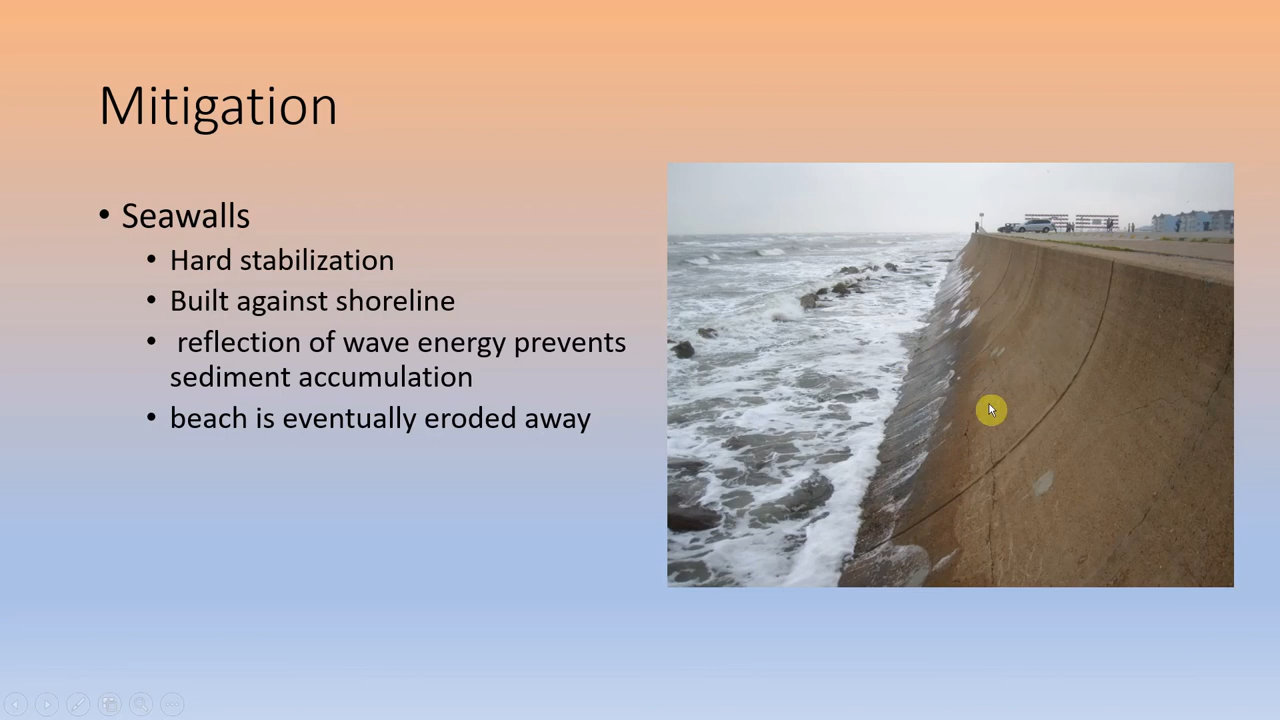 Mitigation
• Seawalls
• Hard stabilization
• Built against shoreline
• reflection of wave energy prevents
sediment accumulation
• beach is eventually eroded away